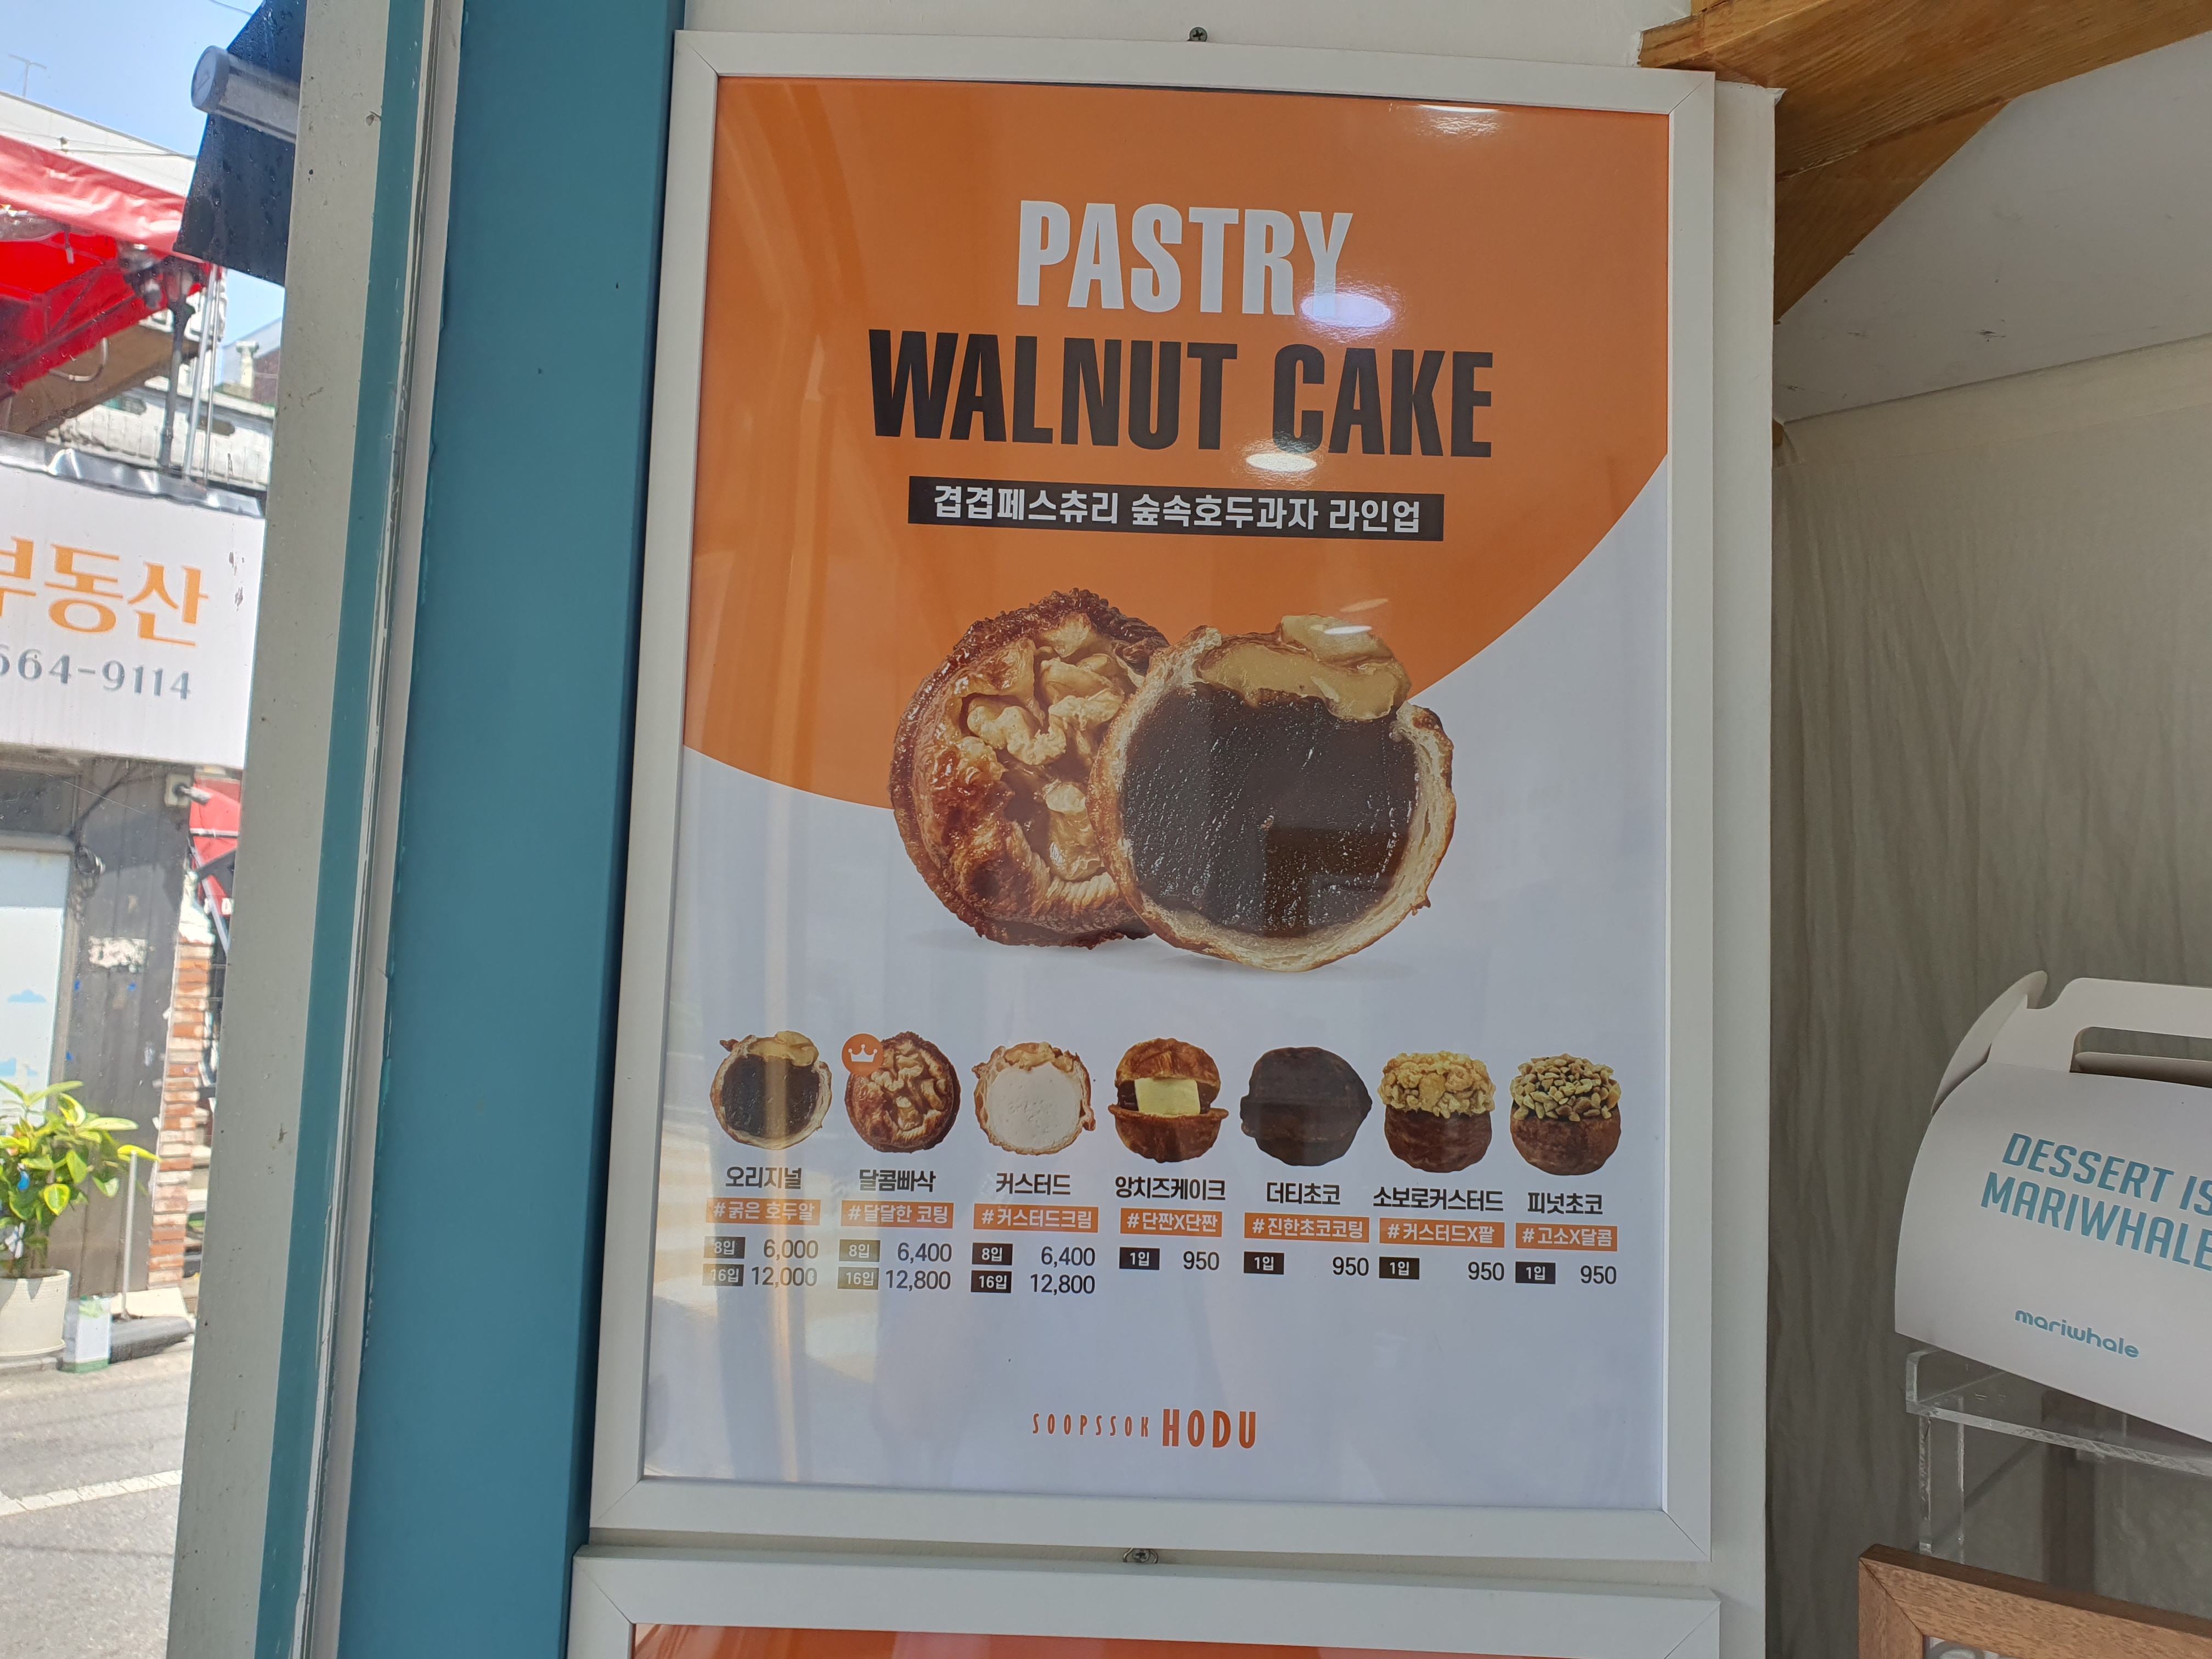 PASTRY
WALNUT CAKE
겹겹페스츄리 숲속호두과자 라인업
오리지널
#굵은 호두알
8입 6,000
16입 12,000
달콤빠삭
#달달한 코팅
8입 6,400
16입 12,800
커스터드
#커스터드크림
8입 6,400
16입 12,800
앙치즈케이크
#단짠X단짠
1입 950
더티초코
#진한초코코팅
1입 950
소보로커스터드
#커스터드X팥
1입 950
피넛초코
#고소X달콤
1입 950
SOOPSSOK HODU
부동산
564-9114
DESSERT IS
MARIWHALE
mariwhale